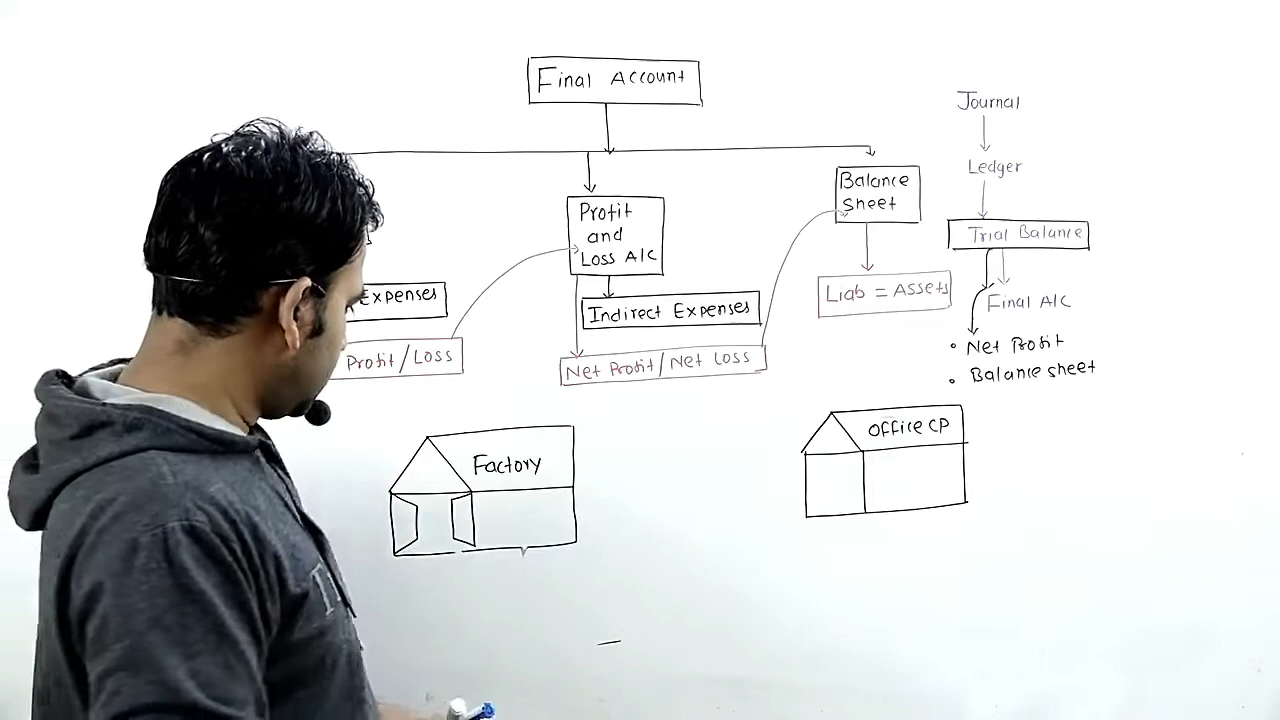 Final Account
Profit
and
Loss A/C
Balance
Sheet
Expenses
Profit/Loss
Indirect Expenses
Net Profit/Net Loss
Liab = Assets
Journal
Ledger
Trial Balance
Final A/C
• Net Profit
• Balance sheet
Factory
Office CP